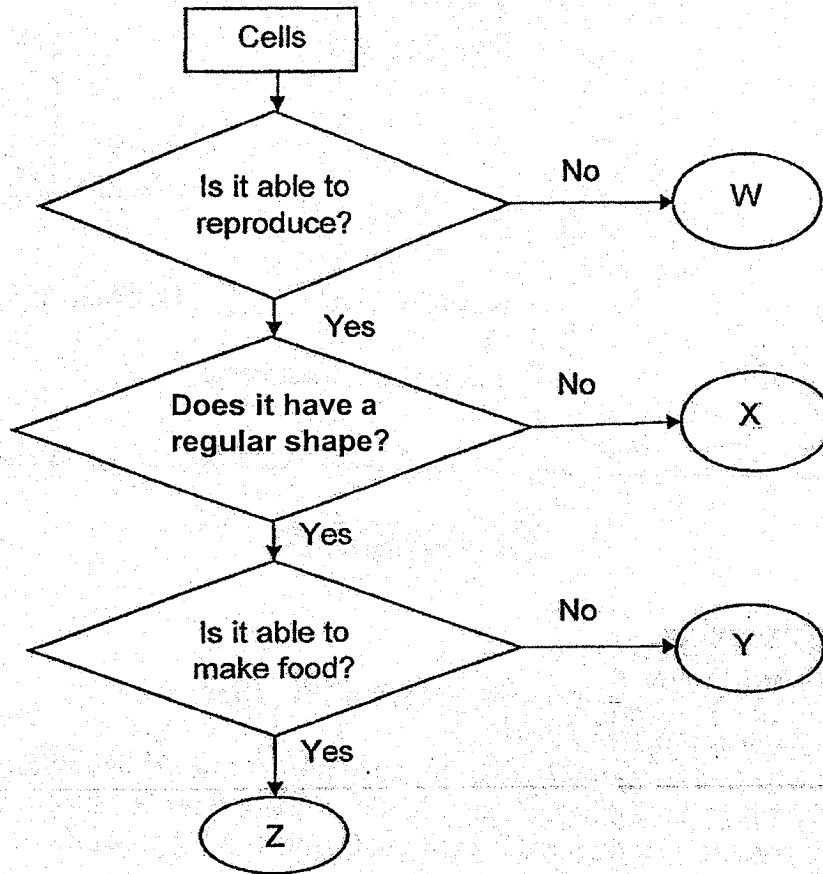 Cells
Is it able to
reproduce?
No
W
Yes
Does it have a
regular shape?
No
X
Yes
Is it able to
make food?
No
Y
Yes
Z